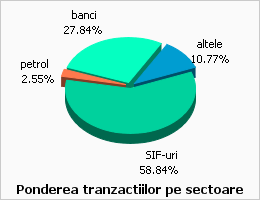 banci
27.84%
altele
10.77%
petrol
2.55%
SIF-uri
58.84%
Ponderea tranzactiilor pe sectoare